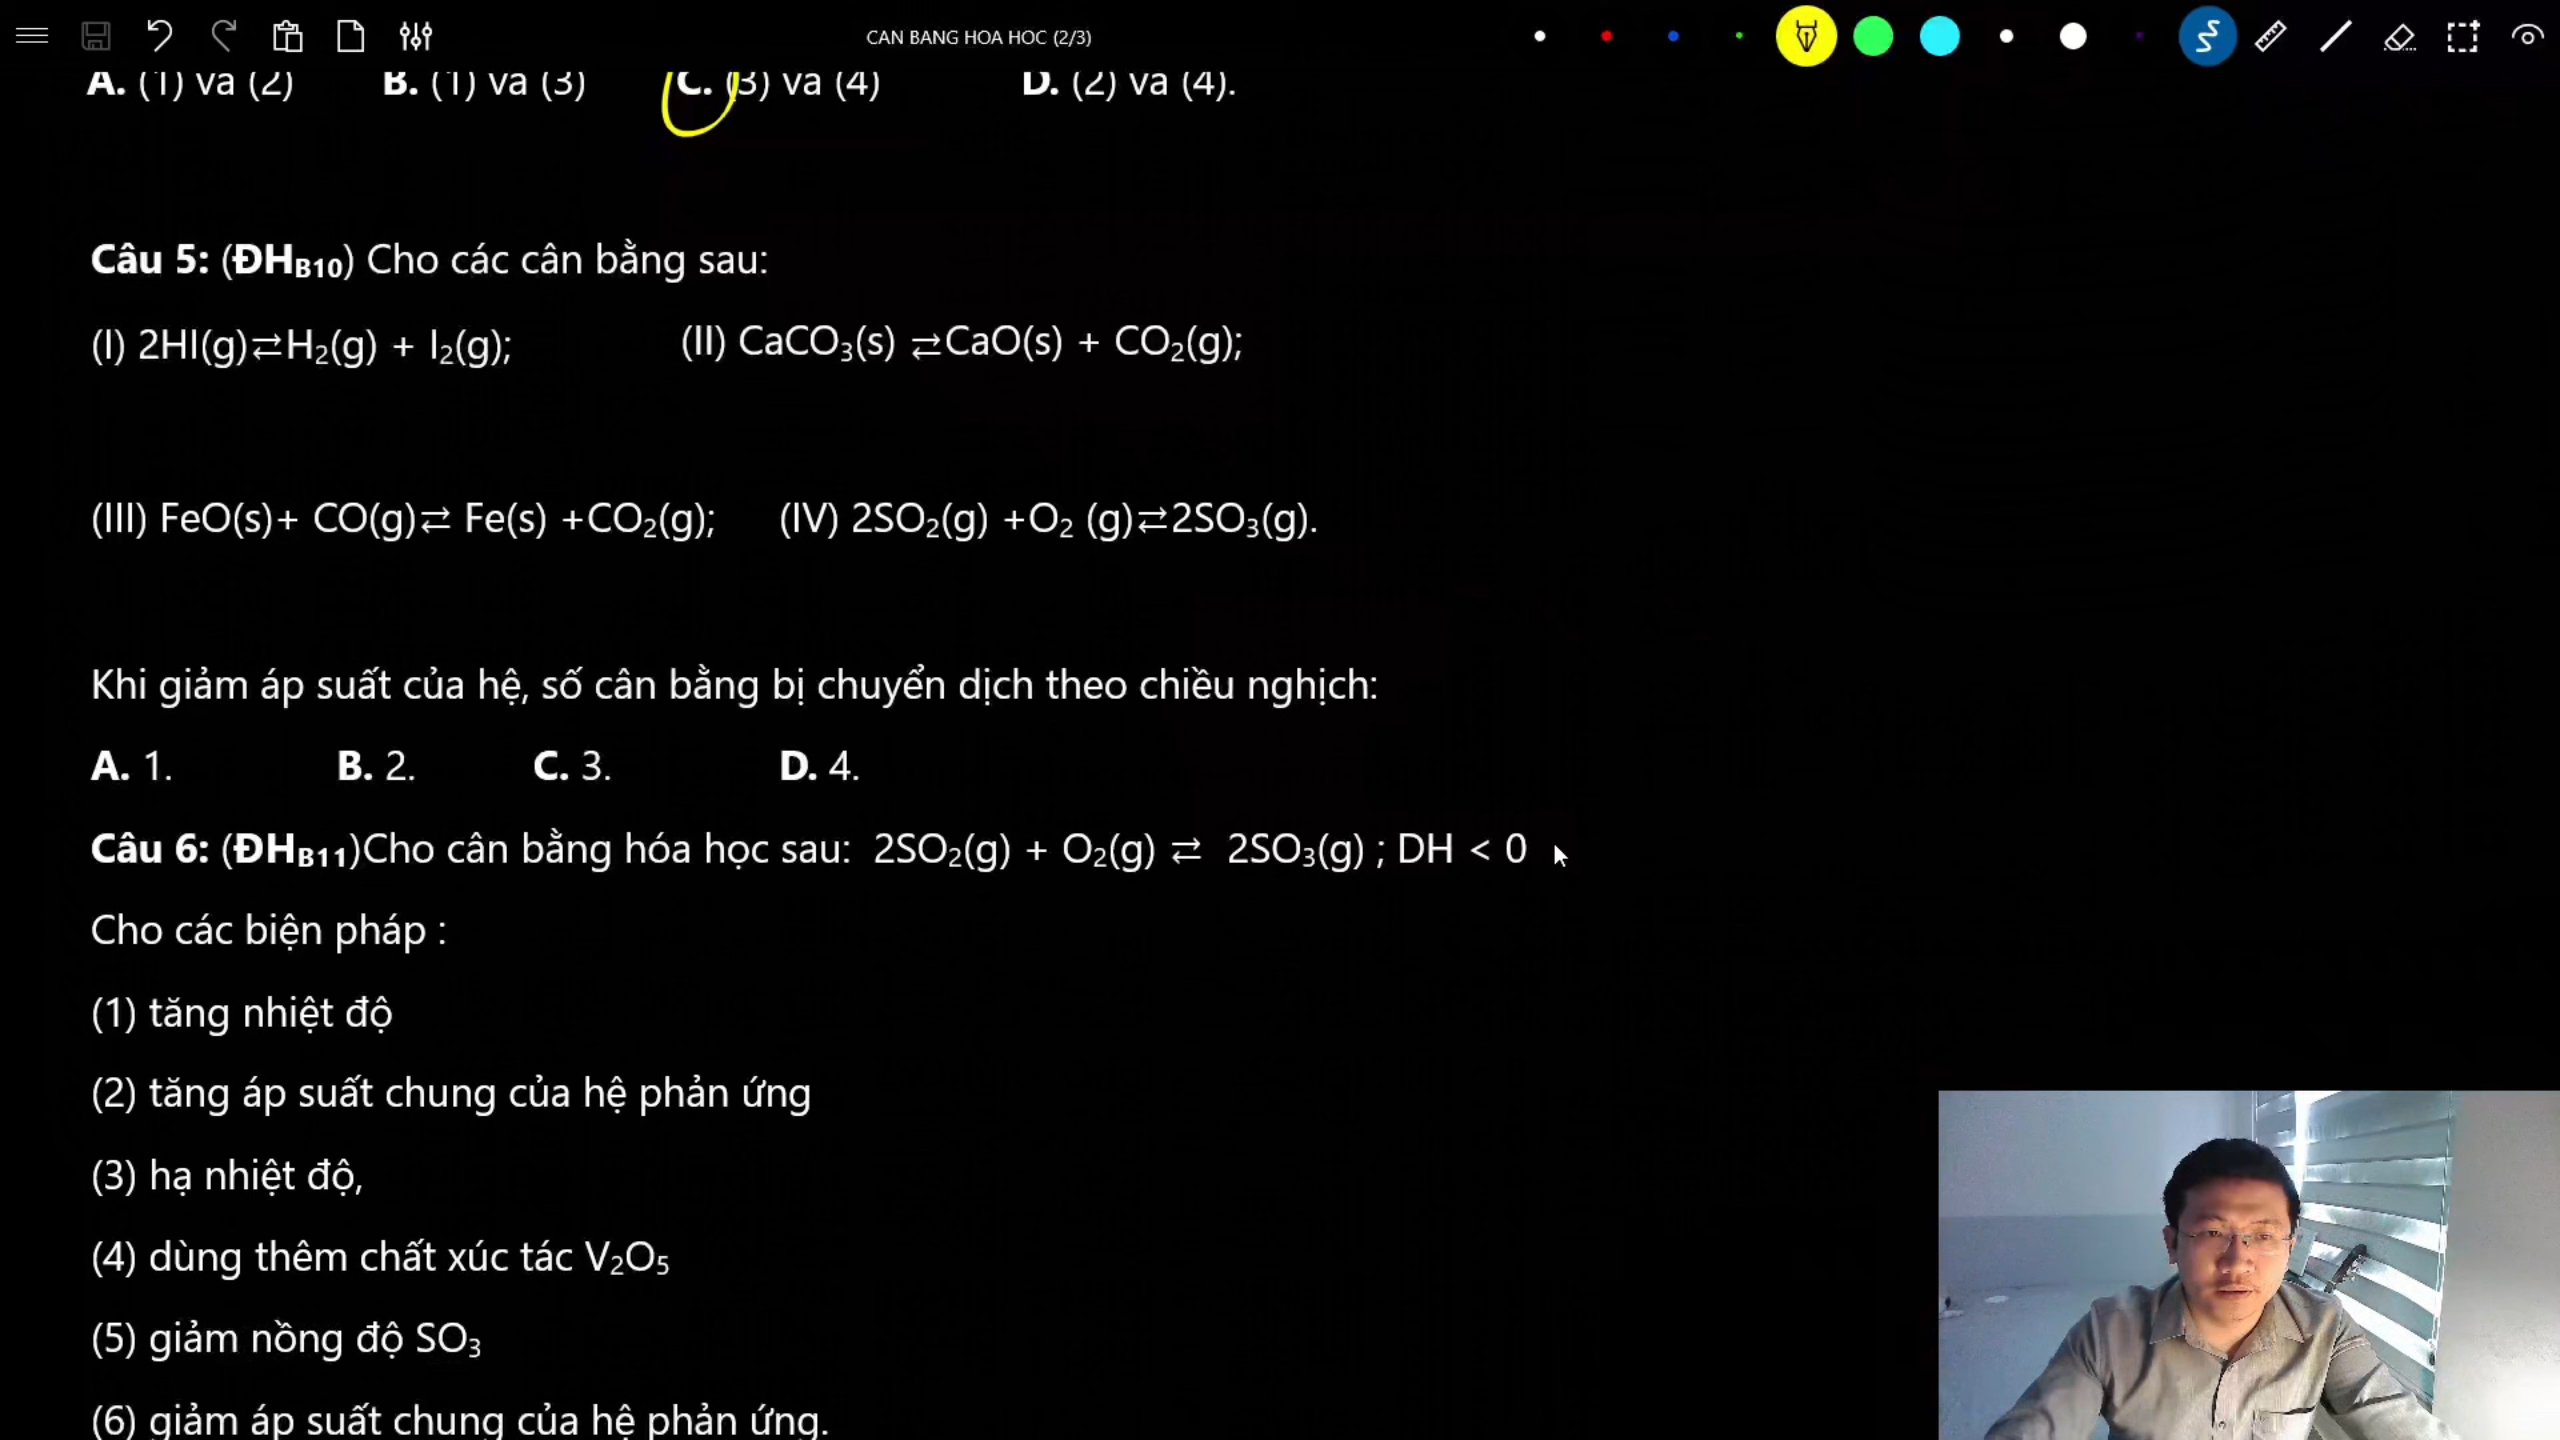 CAN BANG HOA HOC (2/3)
A. (1) và (2) B. (1) và (3) C. (3) và (4) D. (2) và (4).
Câu 5: (ĐHB10) Cho các cân bằng sau:
(I) 2HI(g)⇄H₂(g) + I₂(g); (II) CaCO₃(s) ⇄CaO(s) + CO₂(g);
(III) FeO(s)+ CO(g)⇄ Fe(s) +CO₂(g); (IV) 2SO₂(g) +O₂ (g)⇄2SO₃(g).
Khi giảm áp suất của hệ, số cân bằng bị chuyển dịch theo chiều nghịch:
A. 1. B. 2. C. 3. D. 4.
Câu 6: (ĐHB11)Cho cân bằng hóa học sau: 2SO₂(g) + O₂(g) ⇄ 2SO₃(g) ; DH < 0
Cho các biện pháp :
(1) tăng nhiệt độ
(2) tăng áp suất chung của hệ phản ứng
(3) hạ nhiệt độ,
(4) dùng thêm chất xúc tác V₂O₅
(5) giảm nồng độ SO₃
(6) giảm áp suất chung của hệ phản ứng.